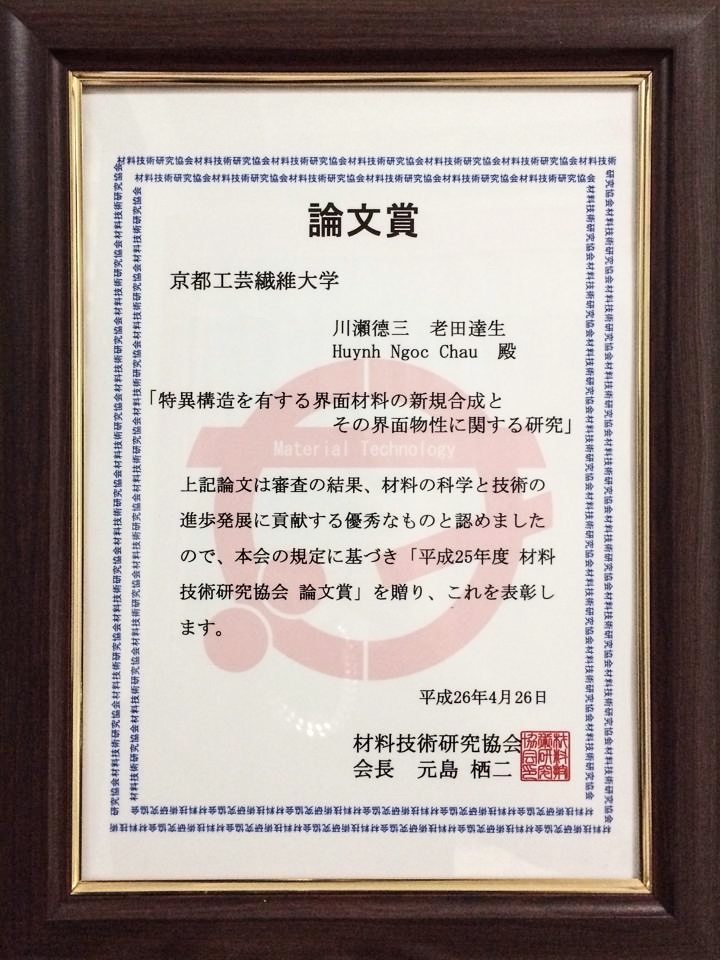 論文賞
京都工芸繊維大学
川瀬德三 老田達生
Huynh Ngoc Chau 殿
「特異構造を有する界面材料の新規合成と
その界面物性に関する研究」
Material Technology
上記論文は審査の結果、材料の科学と技術の
進歩発展に貢献する優秀なものと認めました
ので、本会の規定に基づき「平成25年度 材料
技術研究協会 論文賞」を贈り、これを表彰し
ます。
平成26年4月26日
材料技術研究協会
会長 元島 栖二